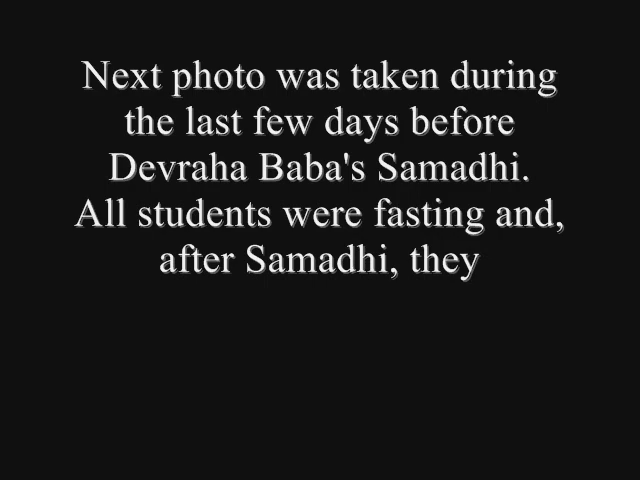 Next photo was taken during
the last few days before
Devraha Baba's Samadhi.
All students were fasting and,
after Samadhi, they